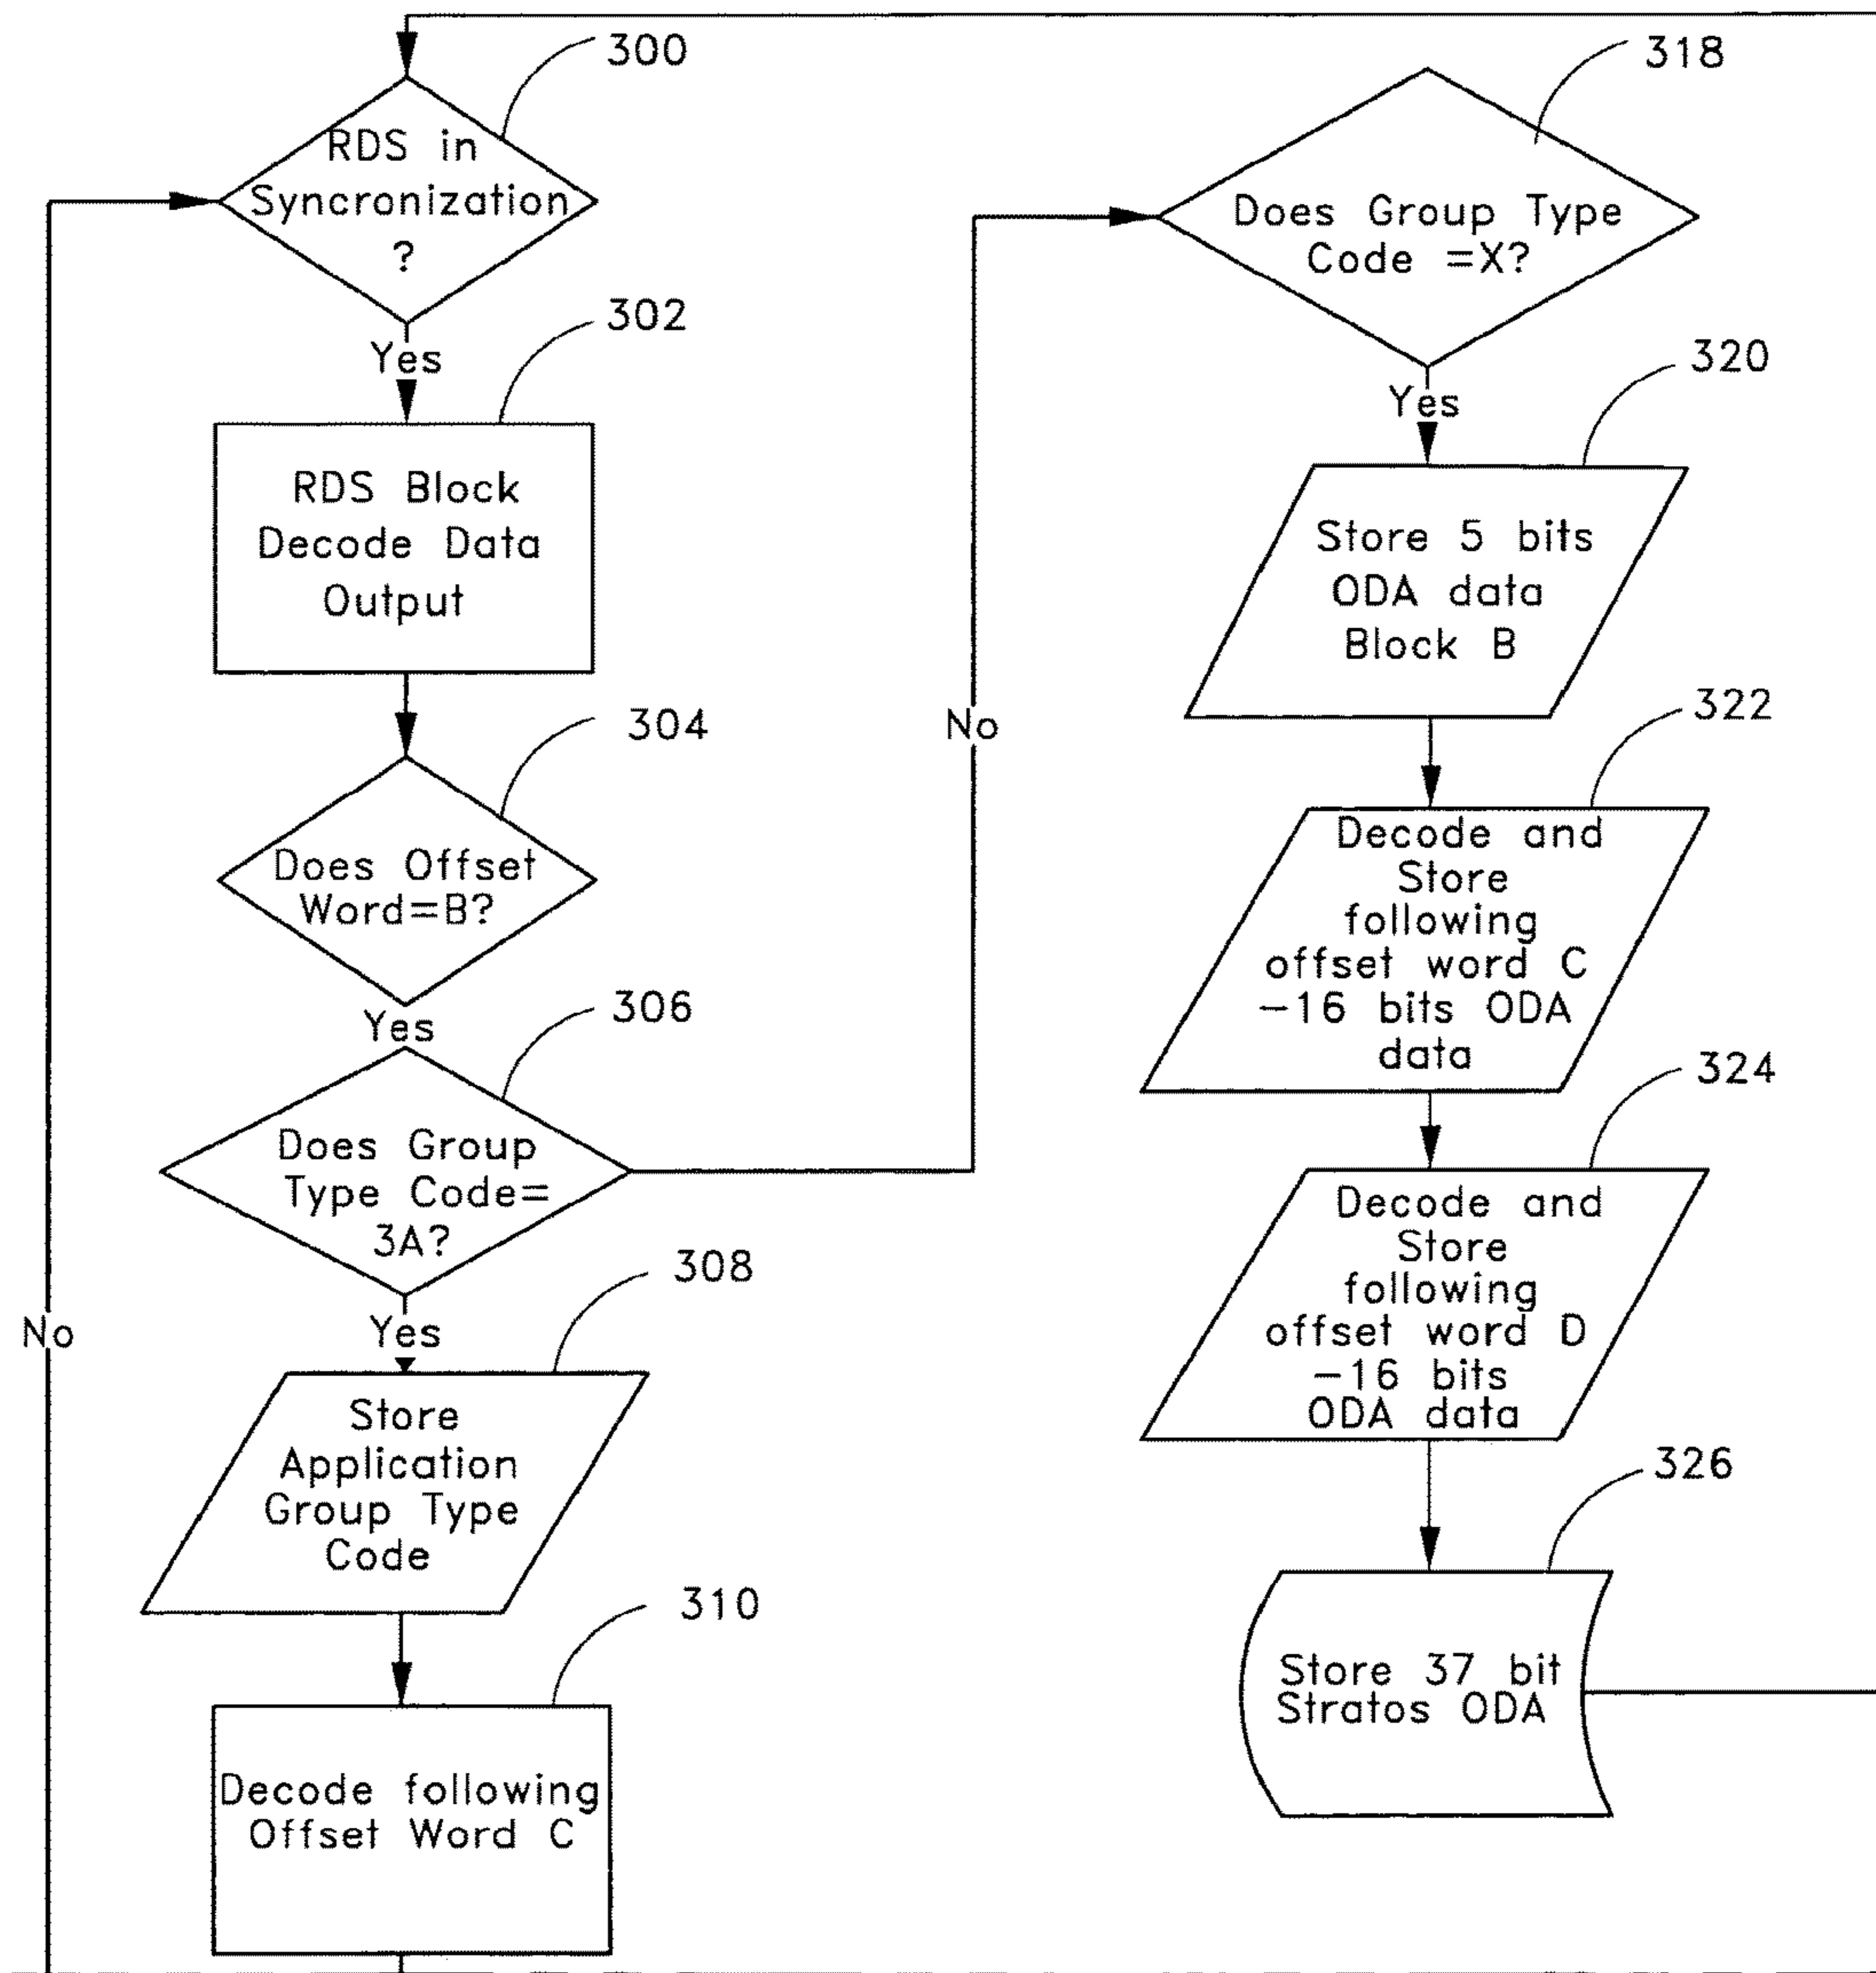 300
RDS in
Syncronization
?
Yes
302
RDS Block
Decode Data
Output
304
Does Offset
Word=B?
Yes
306
Does Group
Type Code=
3A?
Yes
308
Store
Application
Group Type
Code
310
Decode following
Offset Word C
No
No
318
Does Group Type
Code =X?
Yes
320
Store 5 bits
ODA data
Block B
322
Decode and
Store
following
offset word C
-16 bits ODA
data
324
Decode and
Store
following
offset word D
-16 bits
ODA data
326
Store 37 bit
Stratos ODA